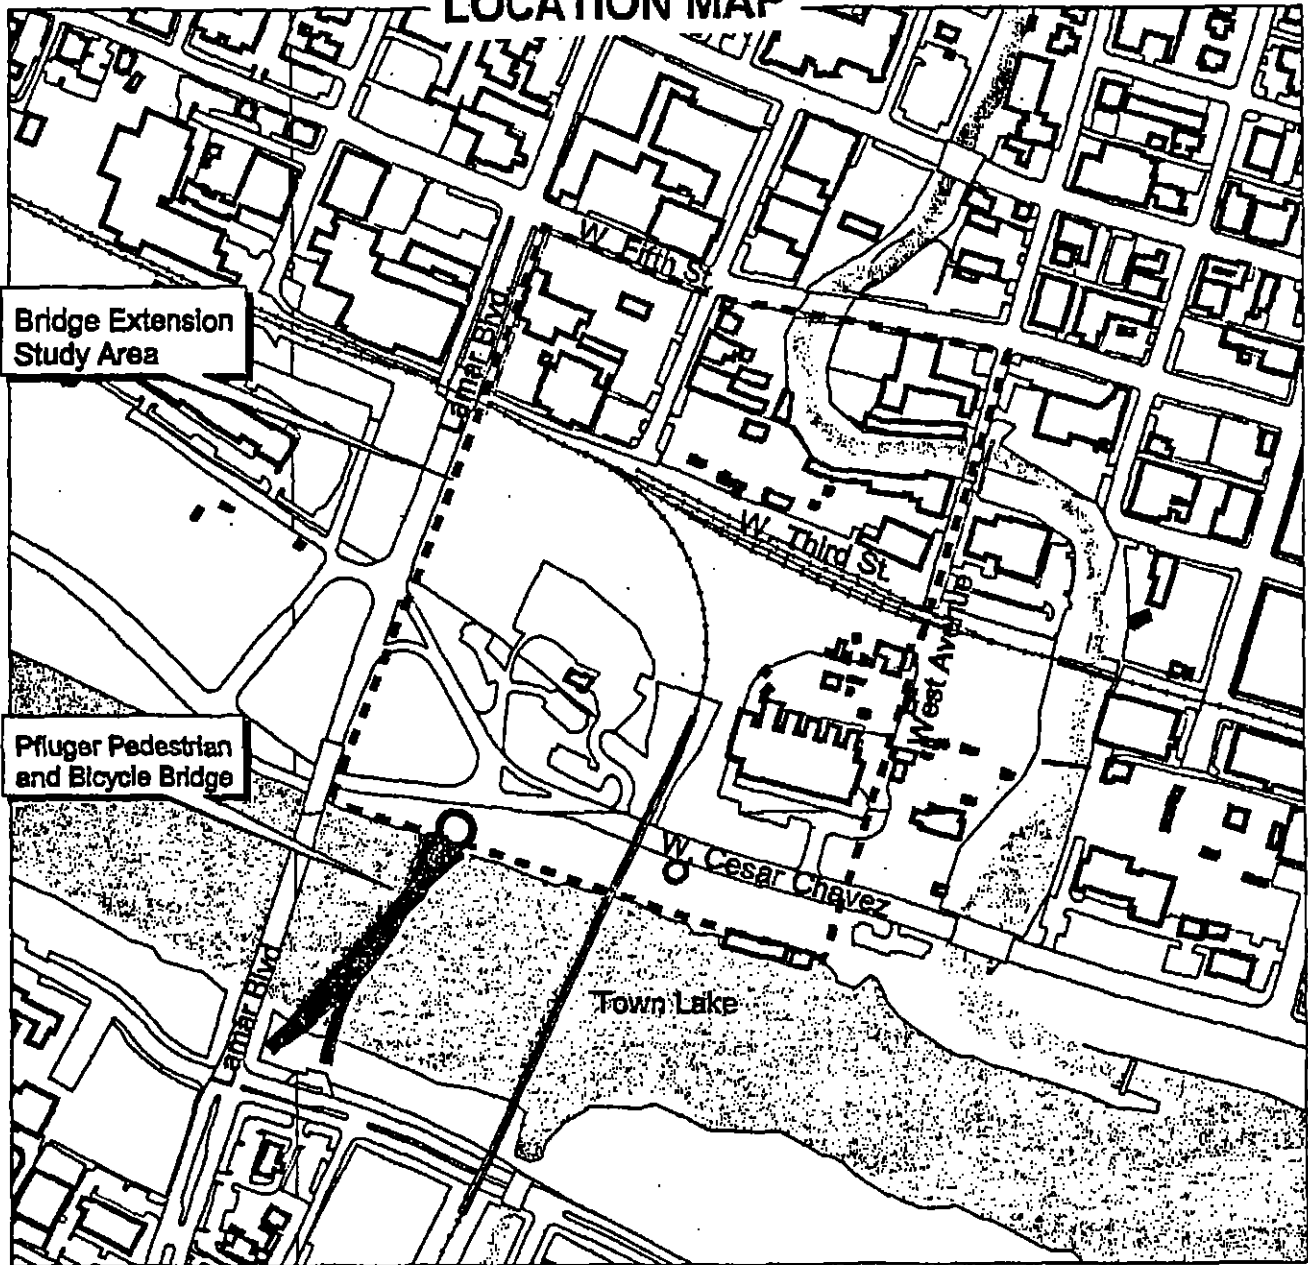 LOCATION MAP
W. Fifth St.
Bridge Extension
Study Area
Lamar Blvd
W. Third St.
West Avenue
Pfluger Pedestrian
and Bicycle Bridge
W. Cesar Chavez
Lamar Blvd
Town Lake